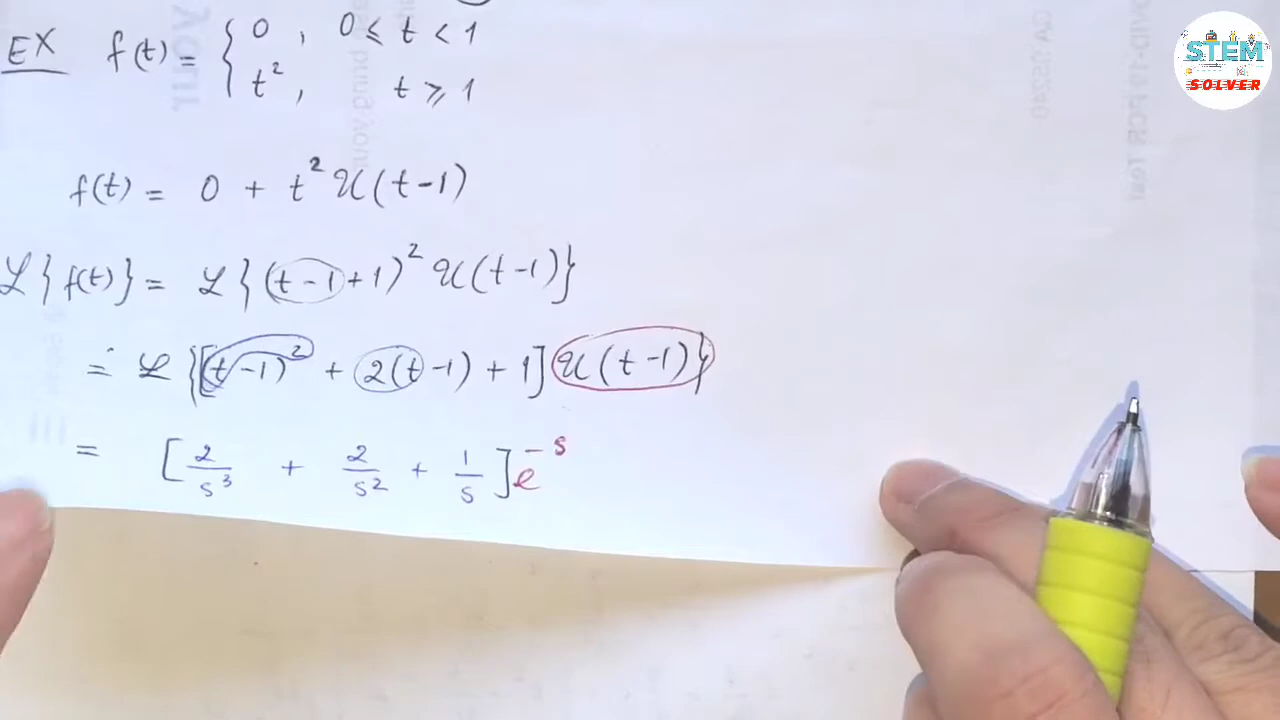 EX f(t) = { 0 , 0 ⩽ t < 1
t², t ⩾ 1
f(t) = 0 + t² 𝒰(t-1)
ℒ{f(t)} = ℒ{(t-1+1)² 𝒰(t-1)}
= ℒ{[(t-1)² + 2(t-1) + 1] 𝒰(t-1)}
= [2/s³ + 2/s² + 1/s] e^-s
STEM
SOLVER